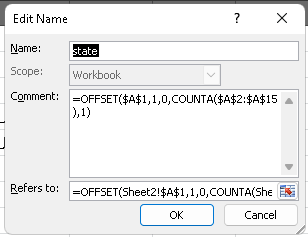 Edit Name
Name:
state
Scope:
Workbook
Comment:
=OFFSET($A$1,1,0,COUNTA($A$2:$A$15
),1)
Refers to:
=OFFSET(Sheet2!$A$1,1,0,COUNTA(She
OK
Cancel